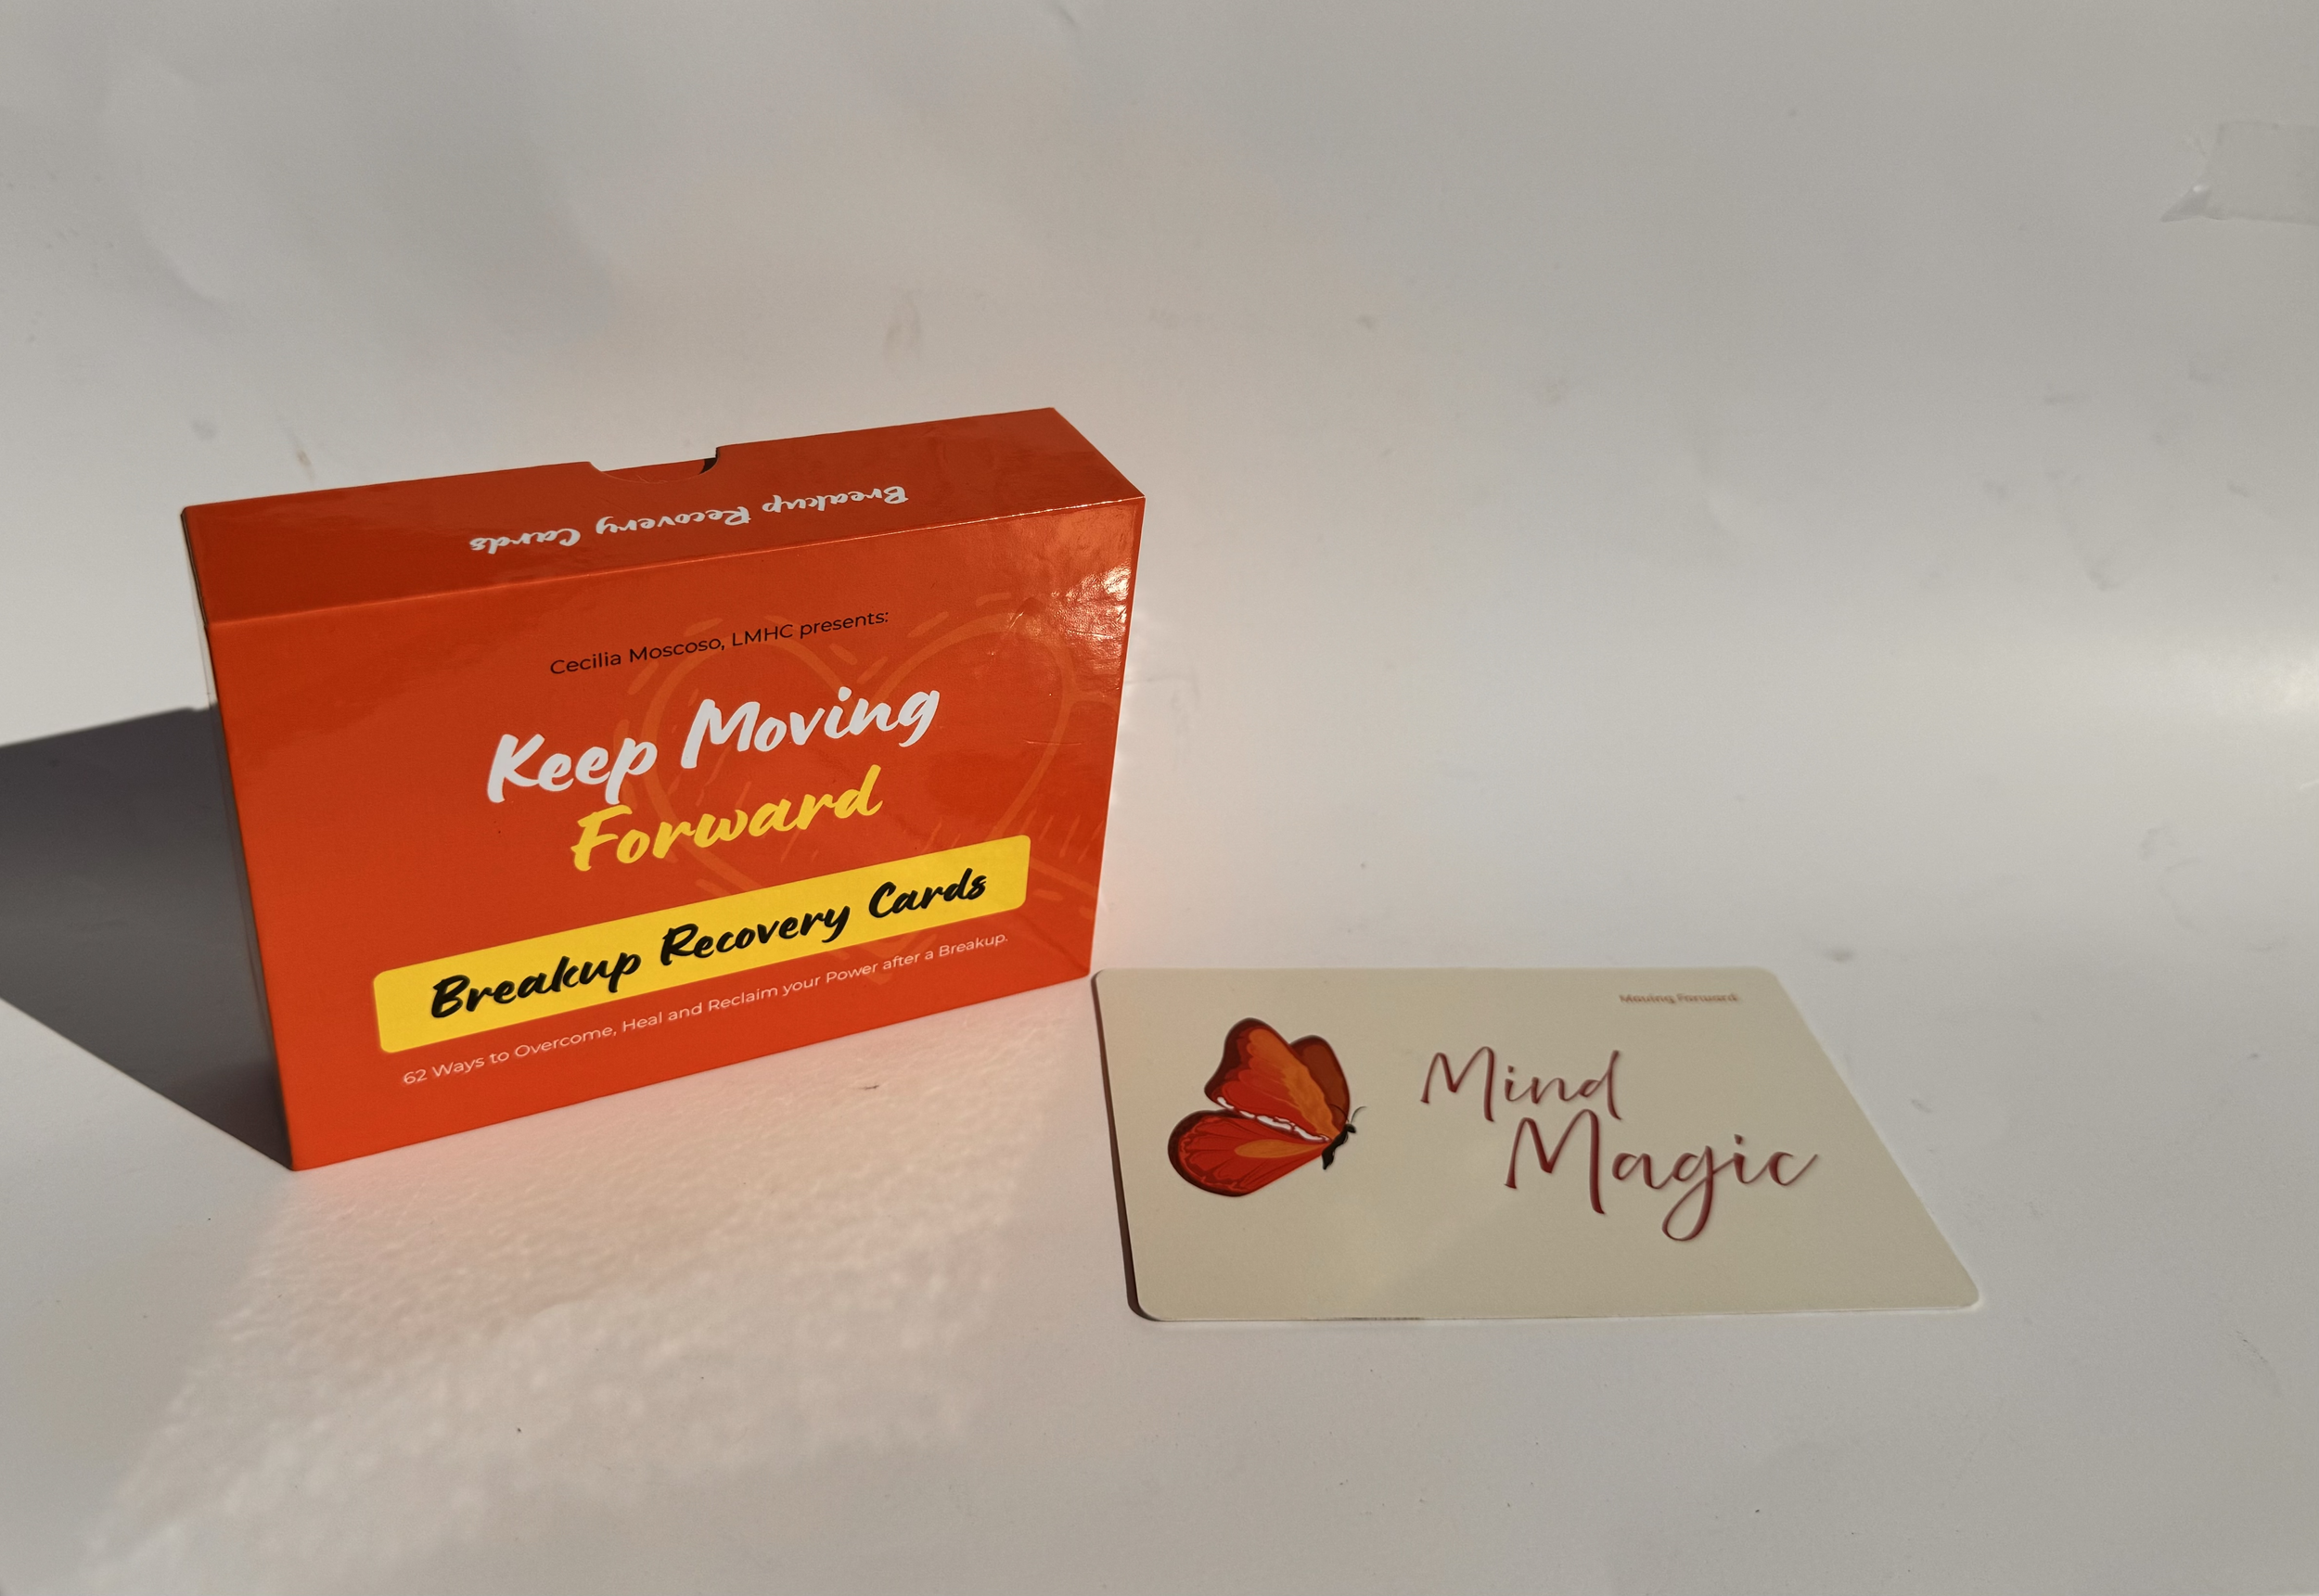 Breakup Recovery Cards
Cecilia Moscoso, LMHC presents:
Keep Moving
Forward
Breakup Recovery Cards
62 Ways to Overcome, Heal and Reclaim your Power after a Breakup.
Moving Forward
Mind
Magic